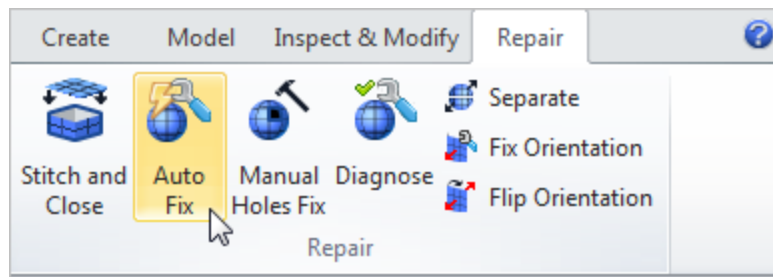 Create Model Inspect & Modify Repair ?
Stitch and
Close
Auto
Fix
Manual
Holes Fix
Diagnose
Separate
Fix Orientation
Flip Orientation
Repair